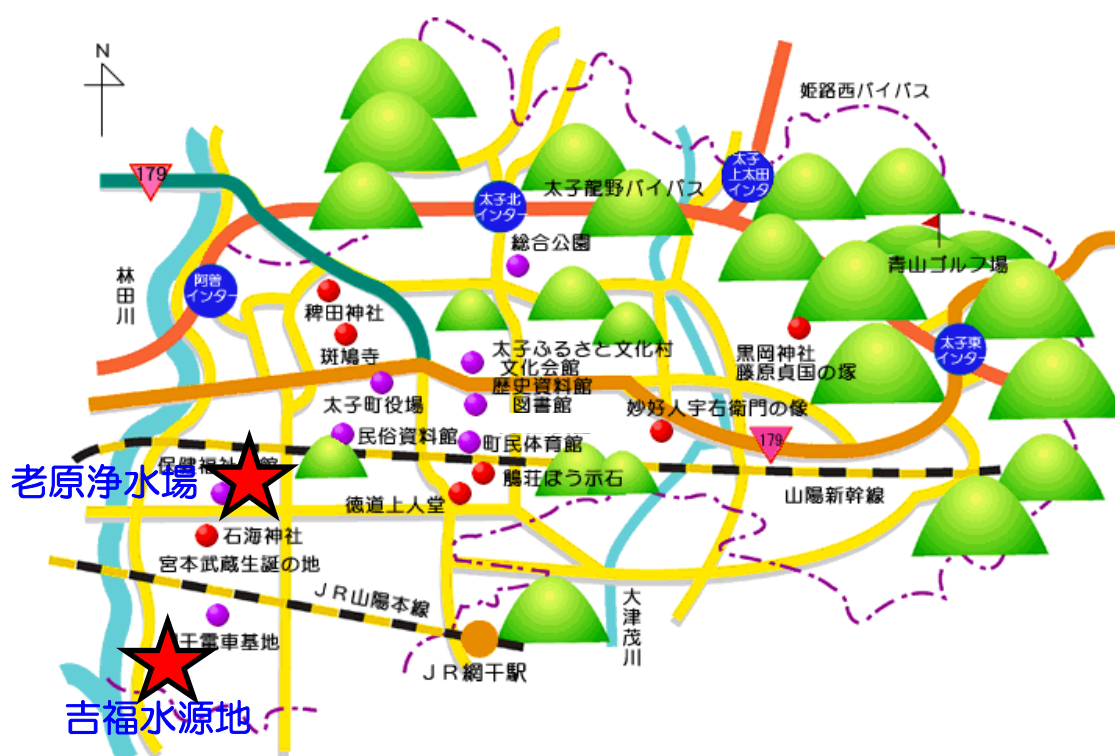 N
姫路西バイパス
179
太子
上太田
インタ
太子龍野バイパス
太子北
インター
総合公園
青山ゴルフ場
林田川
阿曽
インター
稗田神社
斑鳩寺
太子ふるさと文化村
文化会館
歴史資料館
図書館
黒岡神社
藤原貞国の塚
太子東
インター
太子町役場
妙好人宇右衛門の像
民俗資料館
町民体育館
179
保健福祉
館
老原浄水場
鵤荘ぼう示石
山陽新幹線
徳道上人堂
石海神社
宮本武蔵生誕の地
JR山陽本線
大津茂川
干電車基地
JR網干駅
吉福水源地